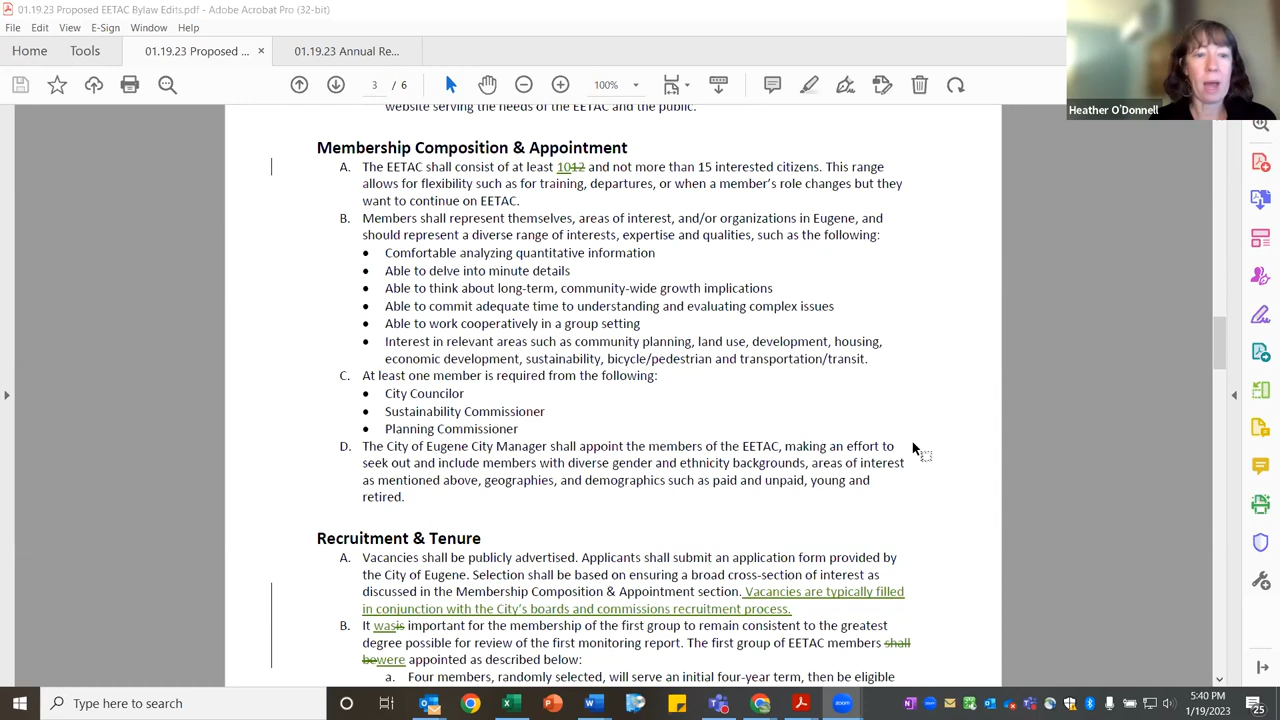 01.19.23 Proposed EETAC Bylaw Edits.pdf - Adobe Acrobat Pro (32-bit)
File Edit View E-Sign Window Help
Home Tools 01.19.23 Proposed ... × 01.19.23 Annual Re...
3 / 6 100%
Heather O'Donnell
website serving the needs of the EETAC and the public.
Membership Composition & Appointment
A. The EETAC shall consist of at least 1012 and not more than 15 interested citizens. This range
allows for flexibility such as for training, departures, or when a member's role changes but they
want to continue on EETAC.
B. Members shall represent themselves, areas of interest, and/or organizations in Eugene, and
should represent a diverse range of interests, expertise and qualities, such as the following:
• Comfortable analyzing quantitative information
• Able to delve into minute details
• Able to think about long-term, community-wide growth implications
• Able to commit adequate time to understanding and evaluating complex issues
• Able to work cooperatively in a group setting
• Interest in relevant areas such as community planning, land use, development, housing,
economic development, sustainability, bicycle/pedestrian and transportation/transit.
C. At least one member is required from the following:
• City Councilor
• Sustainability Commissioner
• Planning Commissioner
D. The City of Eugene City Manager shall appoint the members of the EETAC, making an effort to
seek out and include members with diverse gender and ethnicity backgrounds, areas of interest
as mentioned above, geographies, and demographics such as paid and unpaid, young and
retired.
Recruitment & Tenure
A. Vacancies shall be publicly advertised. Applicants shall submit an application form provided by
the City of Eugene. Selection shall be based on ensuring a broad cross-section of interest as
discussed in the Membership Composition & Appointment section. Vacancies are typically filled
in conjunction with the City's boards and commissions recruitment process.
B. It wasis important for the membership of the first group to remain consistent to the greatest
degree possible for review of the first monitoring report. The first group of EETAC members shall
bewere appointed as described below:
a. Four members, randomly selected, will serve an initial four-year term, then be eligible
Type here to search
5:40 PM
1/19/2023
25